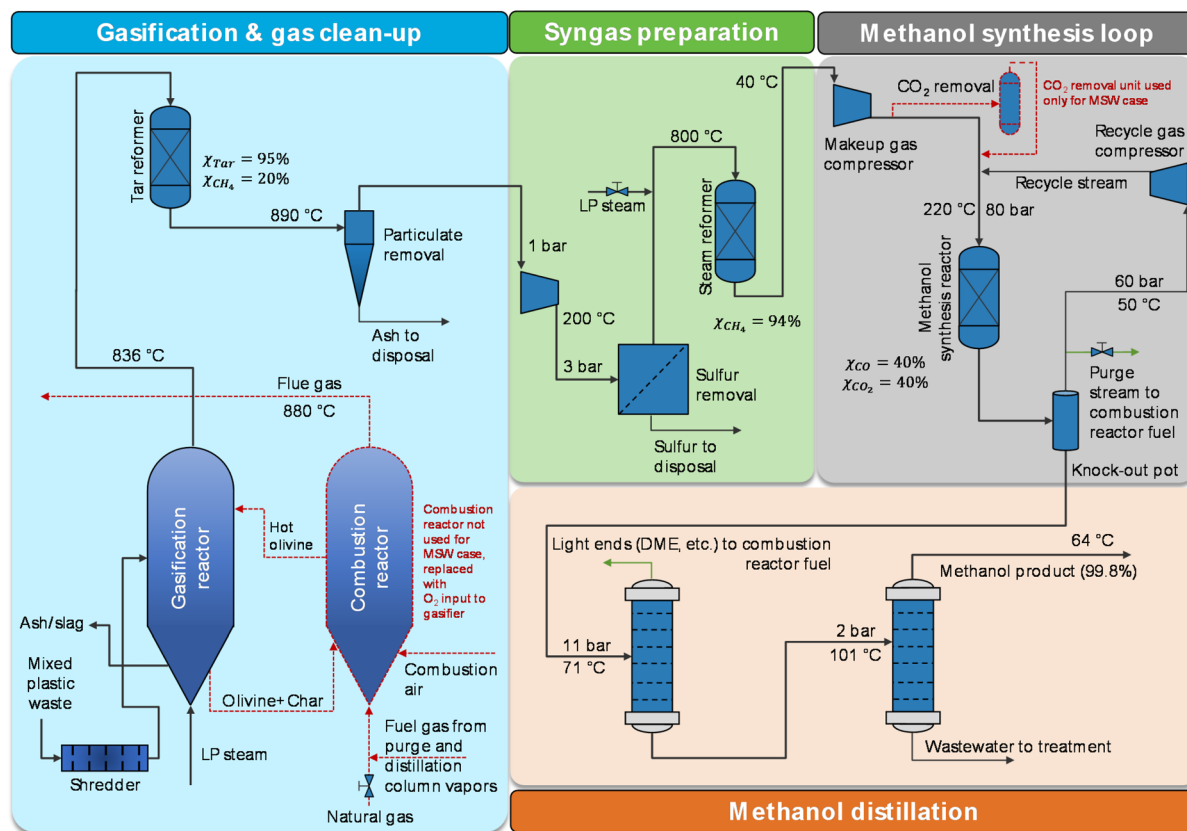 Gasification & gas clean-up
Syngas preparation
Methanol synthesis loop
Tar reformer
χTar = 95%
χCH4 = 20%
890 °C
Particulate
removal
Ash to
disposal
836 °C
Flue gas
880 °C
Gasification
reactor
Hot
olivine
Combustion
reactor
Combustion
reactor not
used for
MSW case,
replaced
with
O2 input to
gasifier
Ash/slag
Mixed
plastic
waste
Shredder
LP steam
Olivine+ Char
Combustion
air
Fuel gas from
purge and
distillation
column vapors
Natural gas
1 bar
200 °C
3 bar
Sulfur
removal
Sulfur to
disposal
LP steam
800 °C
Steam reformer
χCH4 = 94%
40 °C
CO2 removal
CO2 removal unit used
only for MSW case
Makeup gas
compressor
Recycle gas
compressor
Recycle stream
220 °C
80 bar
Methanol
synthesis reactor
χCO = 40%
χCO2 = 40%
60 bar
50 °C
Purge
stream to
combustion
reactor fuel
Knock-out pot
Light ends (DME, etc.) to combustion
reactor fuel
11 bar
71 °C
2 bar
101 °C
64 °C
Methanol product (99.8%)
Wastewater to treatment
Methanol distillation